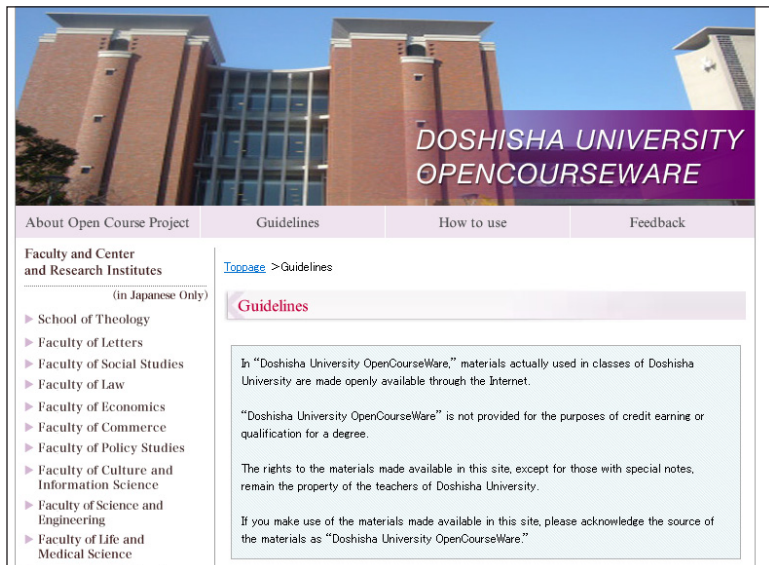 DOSHISHA UNIVERSITY
OPENCOURSEWARE
About Open Course Project
Guidelines
How to use
Feedback
Faculty and Center
and Research Institutes
(in Japanese Only)
School of Theology
Faculty of Letters
Faculty of Social Studies
Faculty of Law
Faculty of Economics
Faculty of Commerce
Faculty of Policy Studies
Faculty of Culture and
Information Science
Faculty of Science and
Engineering
Faculty of Life and
Medical Science
Toppage >Guidelines
Guidelines
In “Doshisha University OpenCourseWare,” materials actually used in classes of Doshisha
University are made openly available through the Internet.
“Doshisha University OpenCourseWare” is not provided for the purposes of credit earning or
qualification for a degree.
The rights to the materials made available in this site, except for those with special notes,
remain the property of the teachers of Doshisha University.
If you make use of the materials made available in this site, please acknowledge the source of
the materials as “Doshisha University OpenCourseWare.”